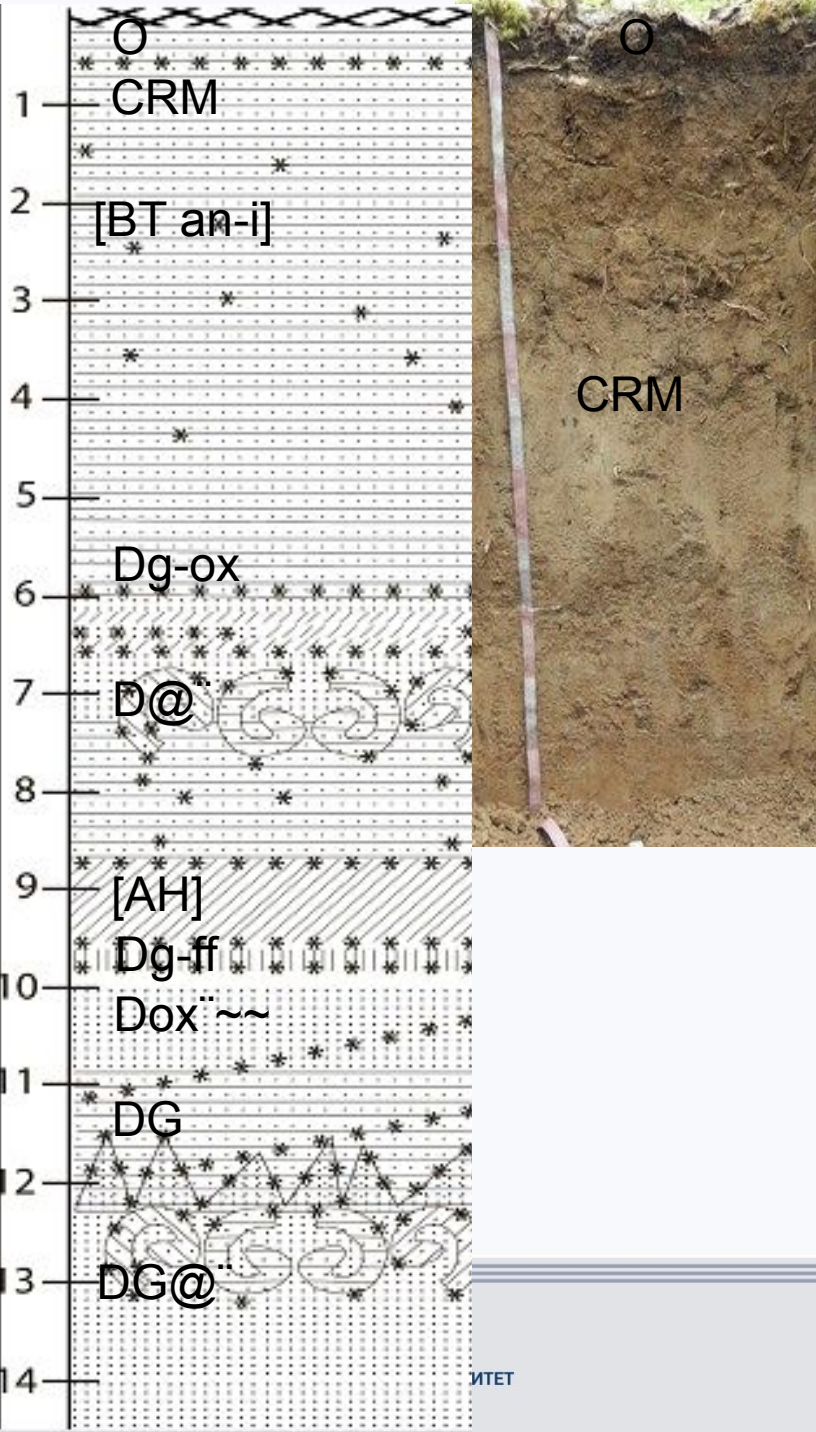 O
CRM
[BT an-i]
Dg-ox
D@¨
[AH]
Dg-ff
Dox¨~~
DG
DG@¨
1
2
3
4
5
6
7
8
9
10
11
12
13
14
O
CRM
ИТЕТ